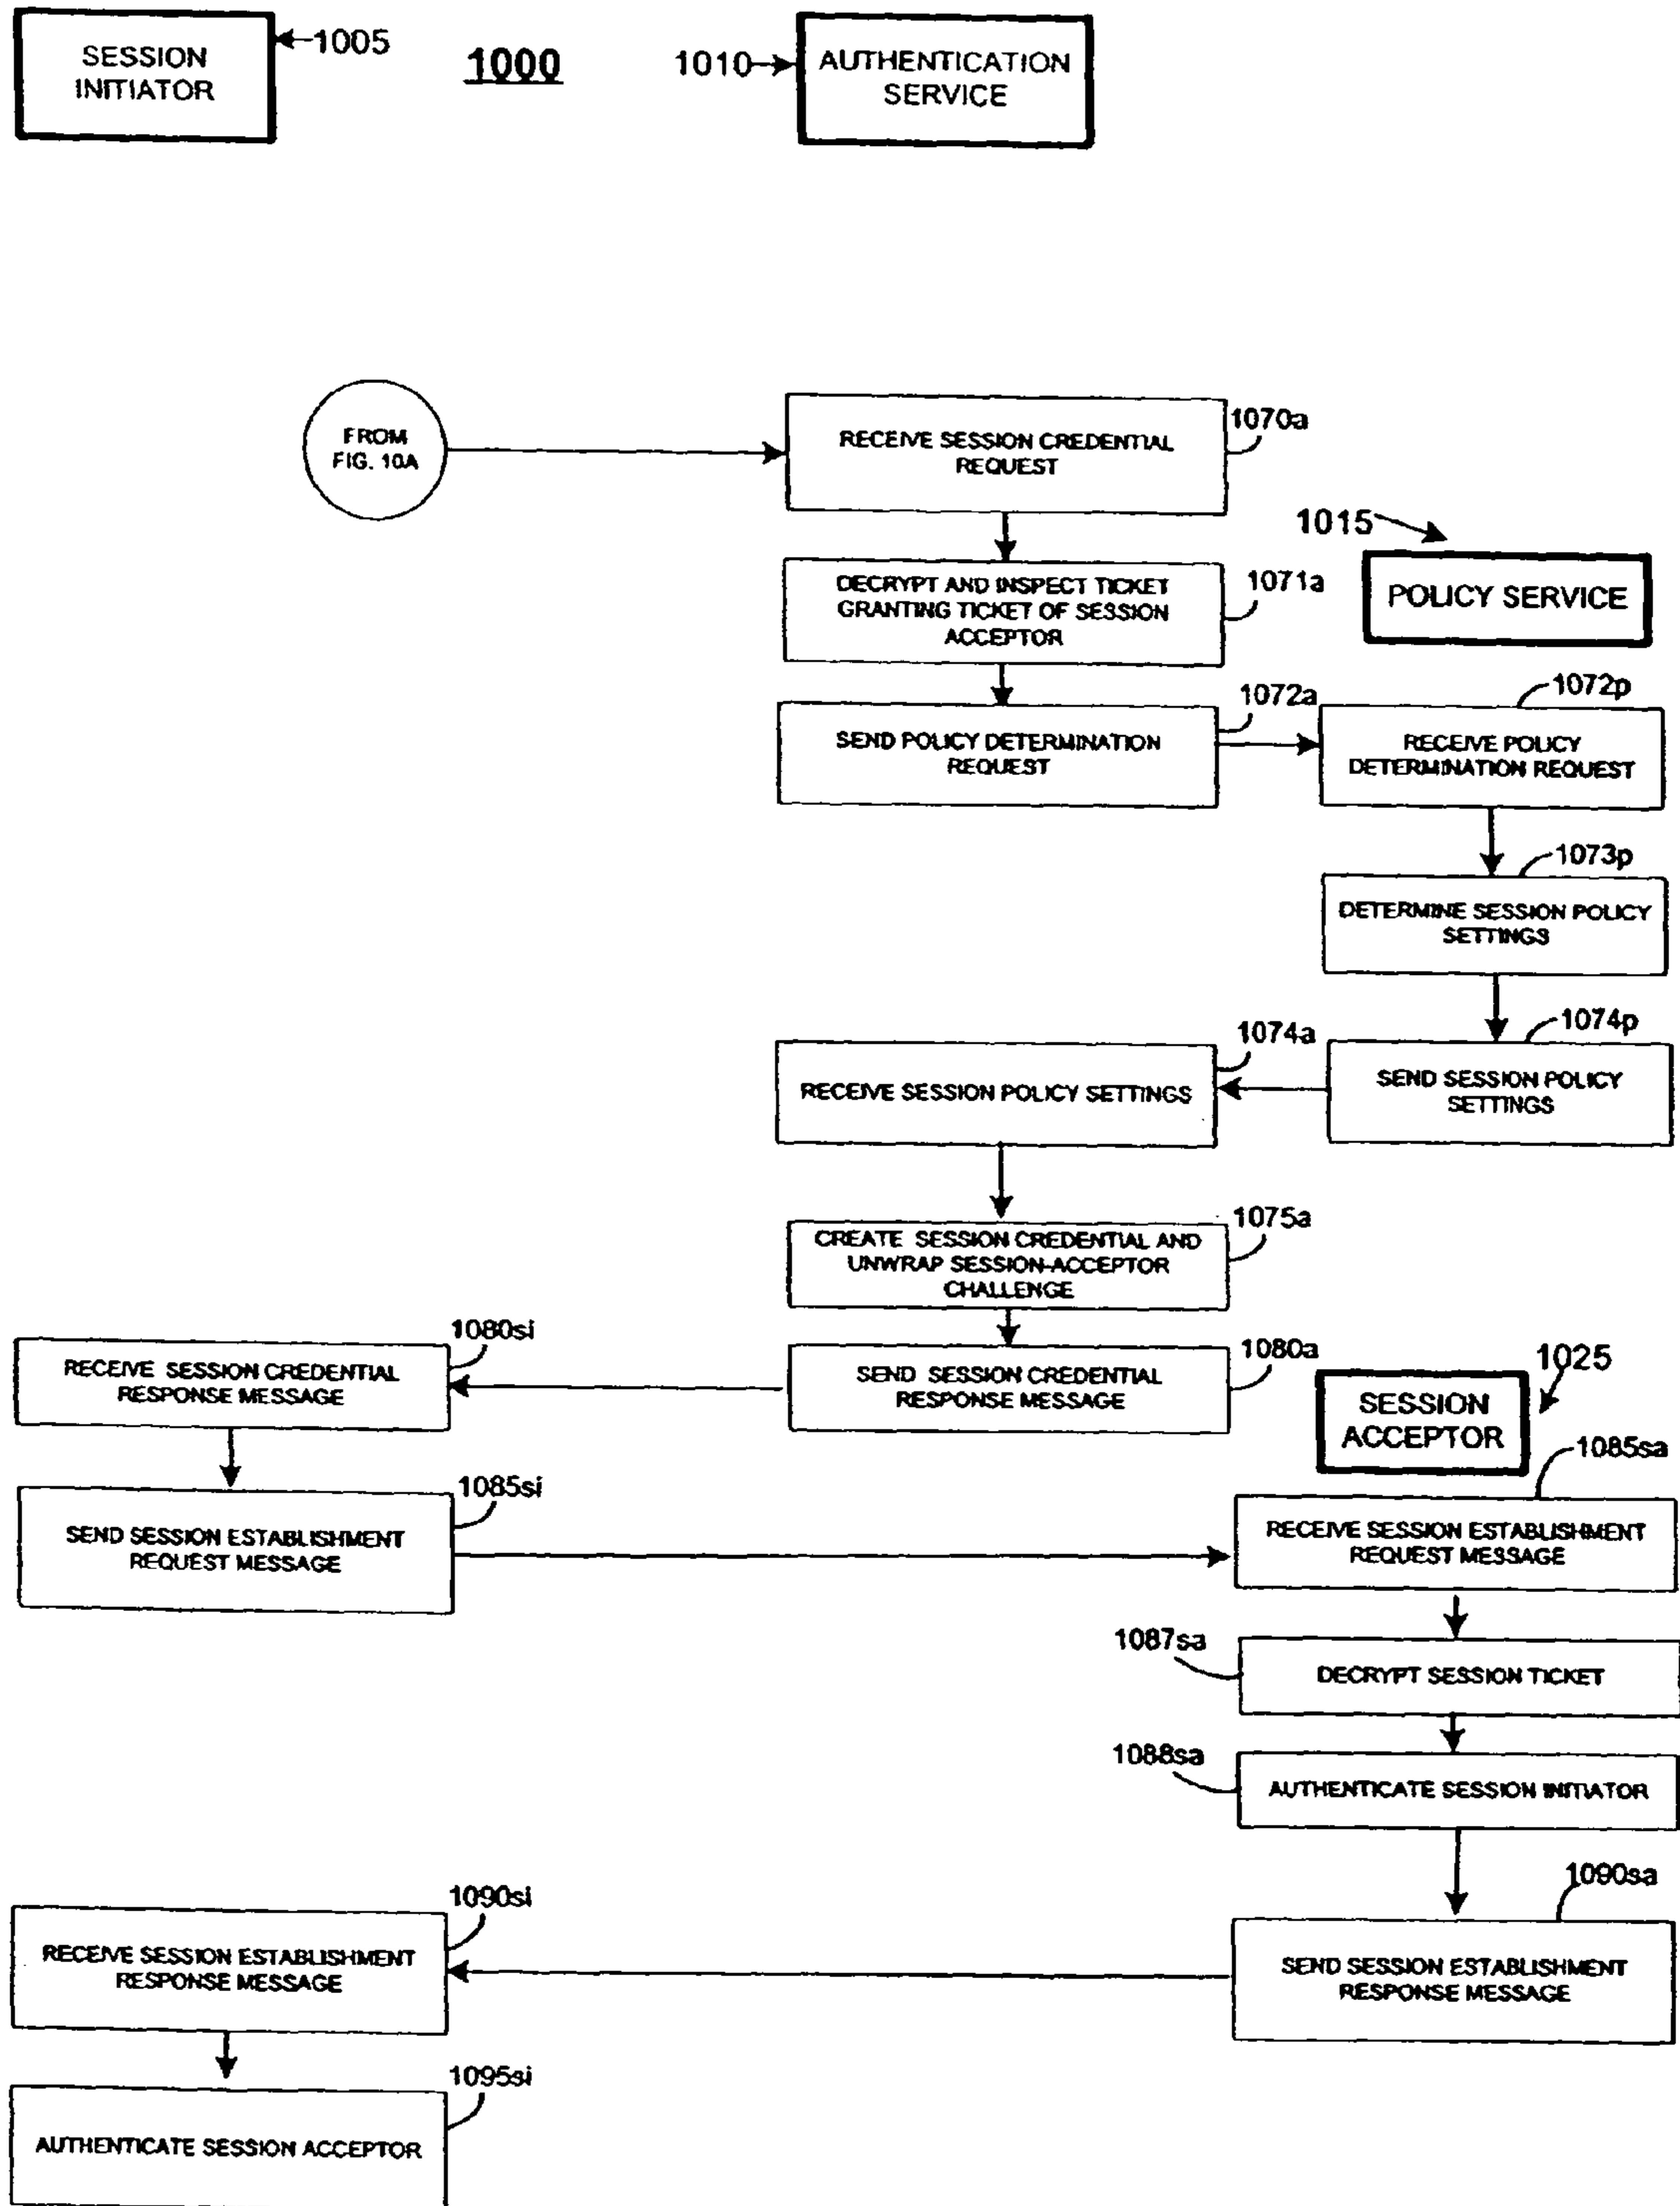 SESSION
INITIATOR
1005
1000
1010
AUTHENTICATION
SERVICE
FROM
FIG. 10A
RECEIVE SESSION CREDENTIAL
REQUEST
1070a
DECRYPT AND INSPECT TICKET
GRANTING TICKET OF SESSION
ACCEPTOR
1071a
1015
POLICY SERVICE
SEND POLICY DETERMINATION
REQUEST
1072a
1072p
RECEIVE POLICY
DETERMINATION REQUEST
1073p
DETERMINE SESSION POLICY
SETTINGS
1074p
SEND SESSION POLICY
SETTINGS
1074a
RECEIVE SESSION POLICY SETTINGS
1075a
CREATE SESSION CREDENTIAL AND
UNWRAP SESSION-ACCEPTOR
CHALLENGE
1080a
SEND SESSION CREDENTIAL
RESPONSE MESSAGE
1080si
RECEIVE SESSION CREDENTIAL
RESPONSE MESSAGE
1025
SESSION
ACCEPTOR
1085si
SEND SESSION ESTABLISHMENT
REQUEST MESSAGE
1085sa
RECEIVE SESSION ESTABLISHMENT
REQUEST MESSAGE
1087sa
DECRYPT SESSION TICKET
1088sa
AUTHENTICATE SESSION INITIATOR
1090sa
SEND SESSION ESTABLISHMENT
RESPONSE MESSAGE
1090si
RECEIVE SESSION ESTABLISHMENT
RESPONSE MESSAGE
1095si
AUTHENTICATE SESSION ACCEPTOR